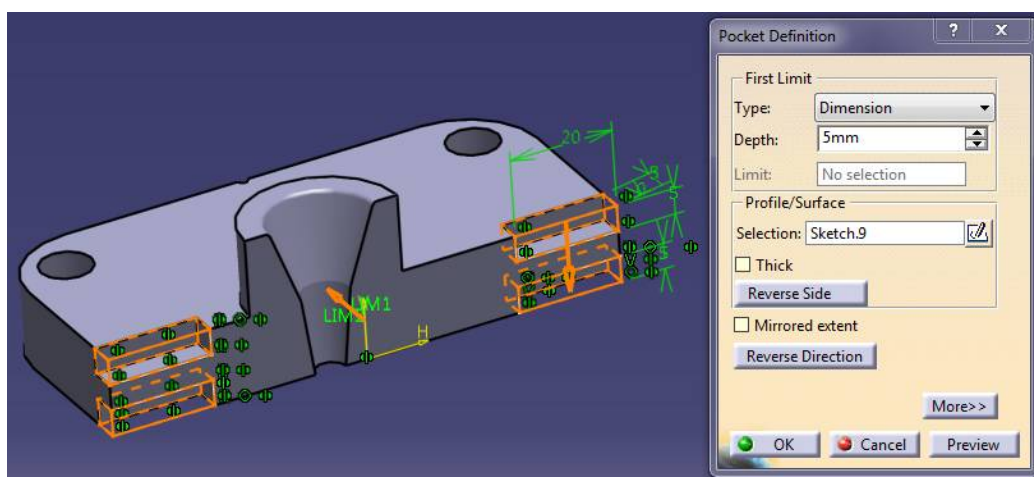 Pocket Definition
? X
First Limit
Type: Dimension
Depth: 5mm
Limit: No selection
Profile/Surface
Selection: Sketch.9
Thick
Reverse Side
Mirrored extent
Reverse Direction
More>>
OK Cancel Preview
20
5
LIM1
H